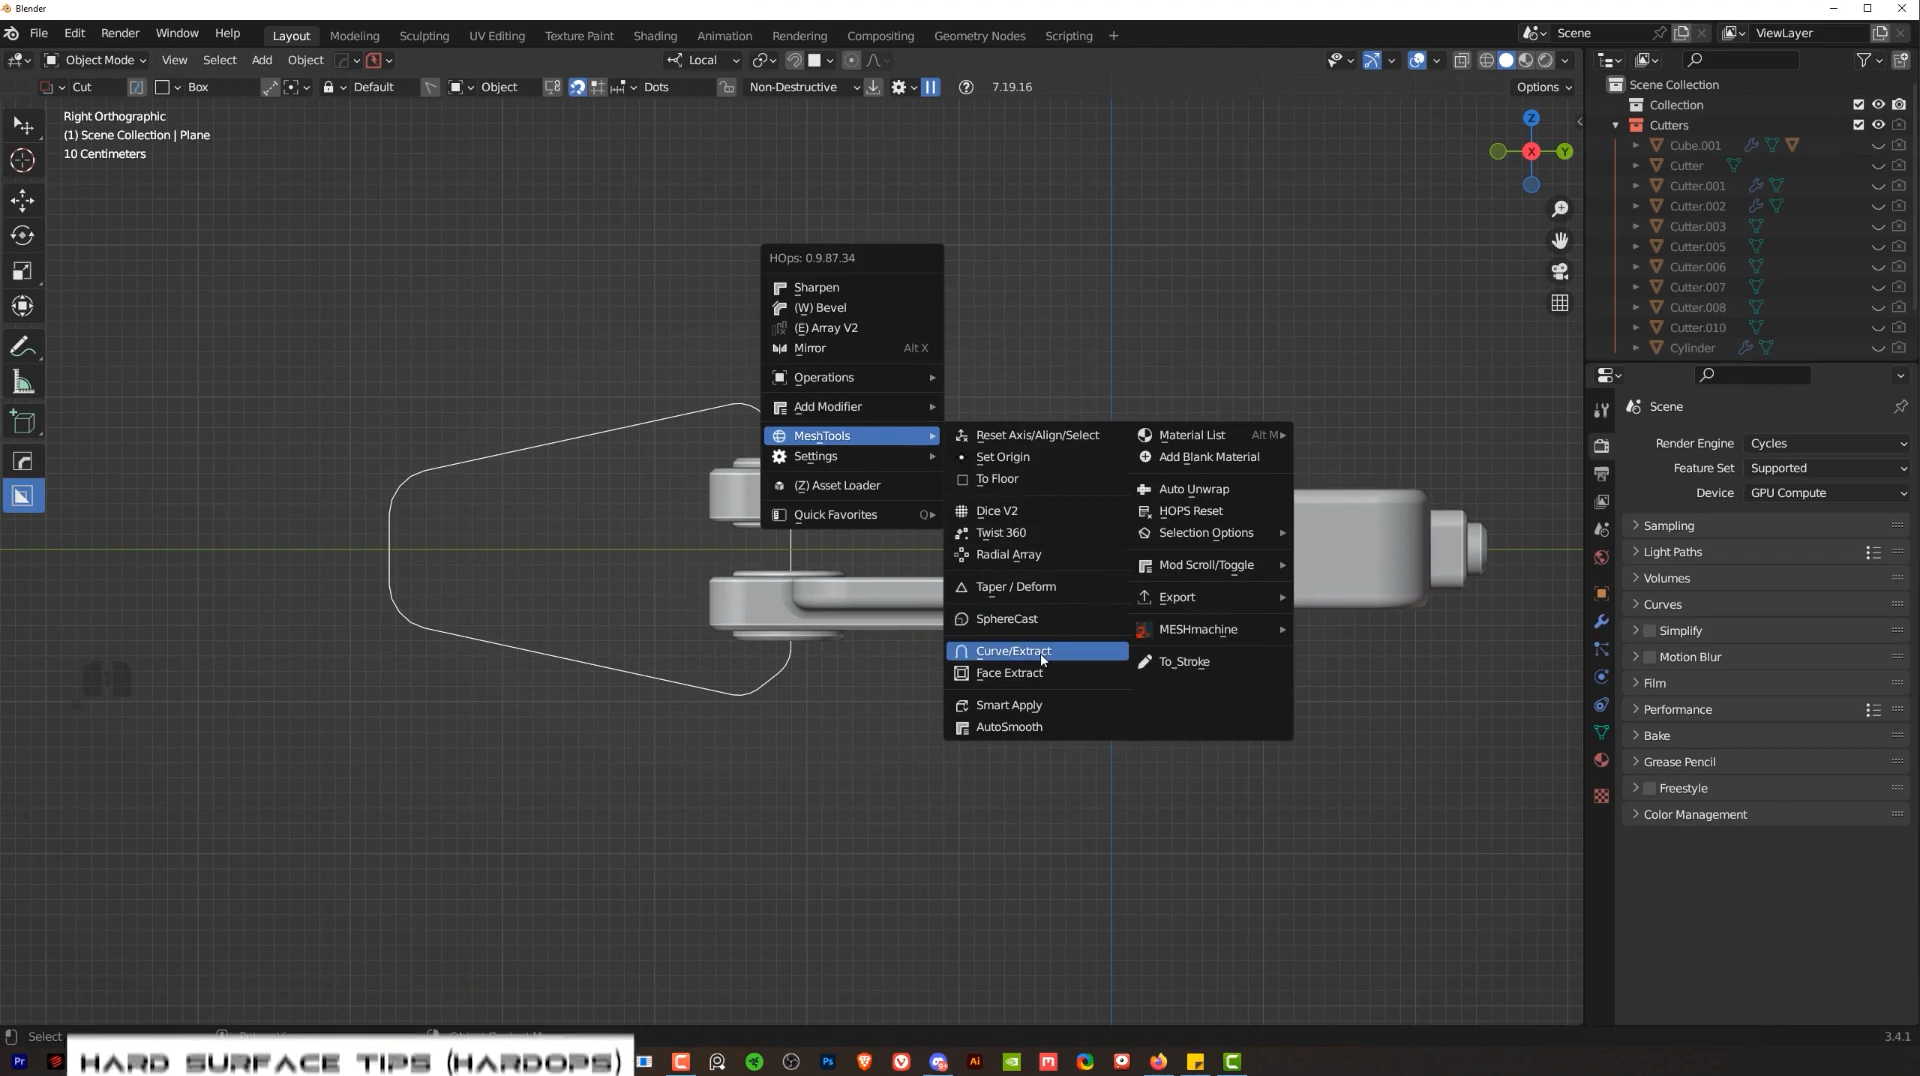 Blender
File Edit Render Window Help Layout Modeling Sculpting UV Editing Texture Paint Shading Animation Rendering Compositing Geometry Nodes Scripting + Scene ViewLayer
Object Mode View Select Add Object Local
Cut Box Default Object Dots Non-Destructive 7.19.16 Options
Right Orthographic
(1) Scene Collection | Plane
10 Centimeters
Z
X
Y
HOps: 0.9.87.34
Sharpen
(W) Bevel
(E) Array V2
Mirror Alt X
Operations
Add Modifier
MeshTools
Settings
(Z) Asset Loader
Quick Favorites Q
Reset Axis/Align/Select
Set Origin
To Floor
Dice V2
Twist 360
Radial Array
Taper / Deform
SphereCast
Curve/Extract
Face Extract
Smart Apply
AutoSmooth
Material List Alt M
Add Blank Material
Auto Unwrap
HOPS Reset
Selection Options
Mod Scroll/Toggle
Export
MESHmachine
To_Stroke
Scene Collection
Collection
Cutters
Cube.001
Cutter
Cutter.001
Cutter.002
Cutter.003
Cutter.005
Cutter.006
Cutter.007
Cutter.008
Cutter.010
Cylinder
Scene
Render Engine Cycles
Feature Set Supported
Device GPU Compute
Sampling
Light Paths
Volumes
Curves
Simplify
Motion Blur
Film
Performance
Bake
Grease Pencil
Freestyle
Color Management
Select
3.4.1
Pr
HARD SURFACE TIPS (HARDOPS)
Ps
Ai